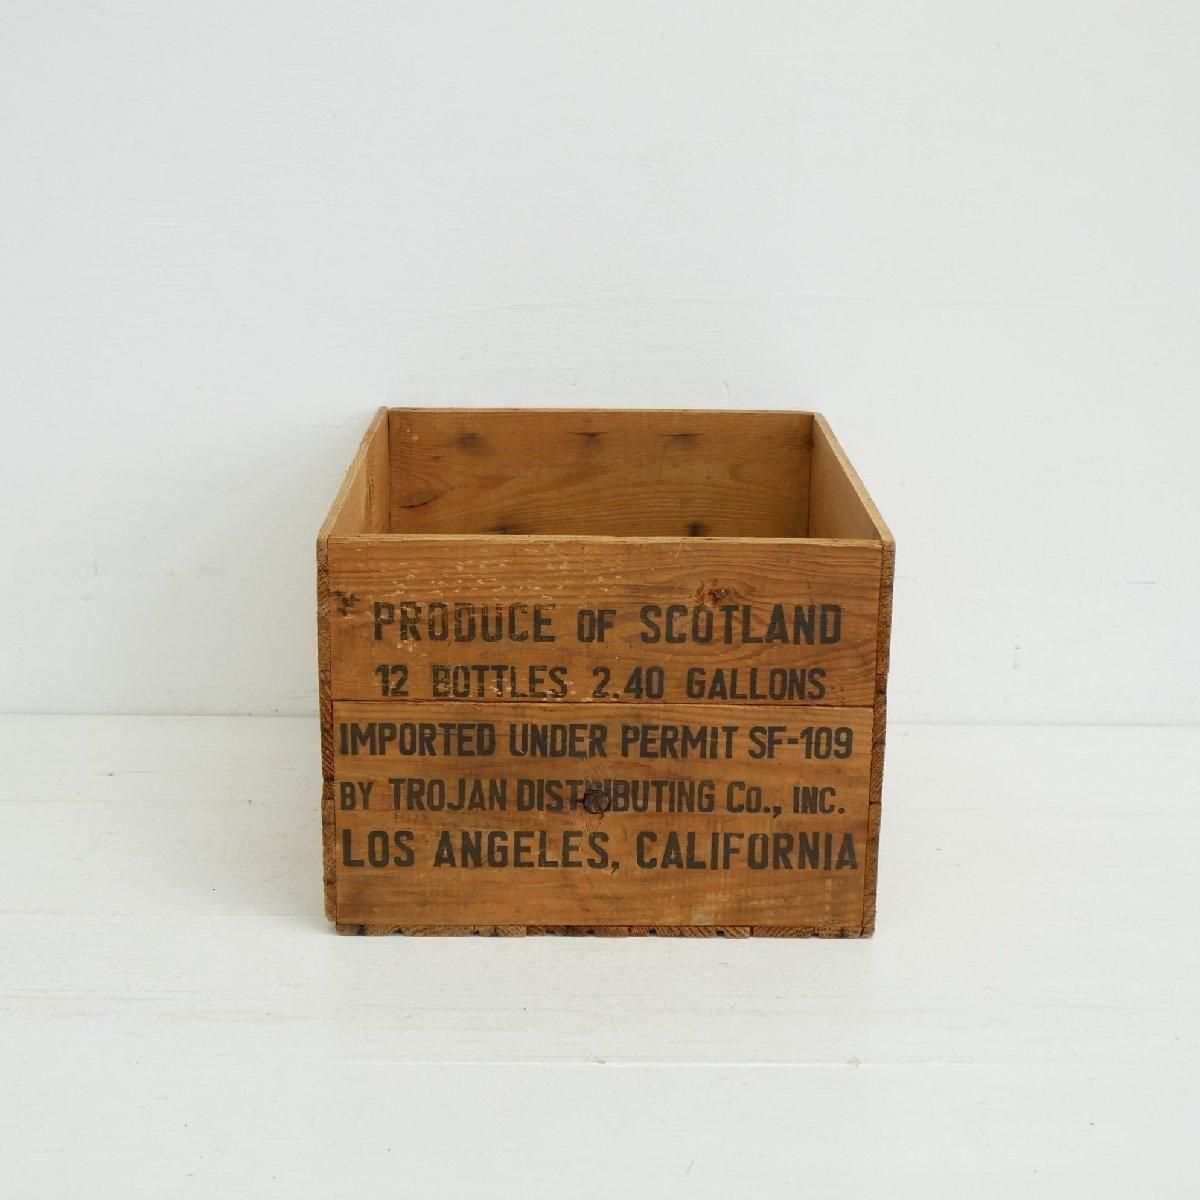 PRODUCE OF SCOTLAND
12 BOTTLES 2.40 GALLONS
IMPORTED UNDER PERMIT SF-109
BY TROJAN DISTRIBUTING CO., INC.
LOS ANGELES, CALIFORNIA